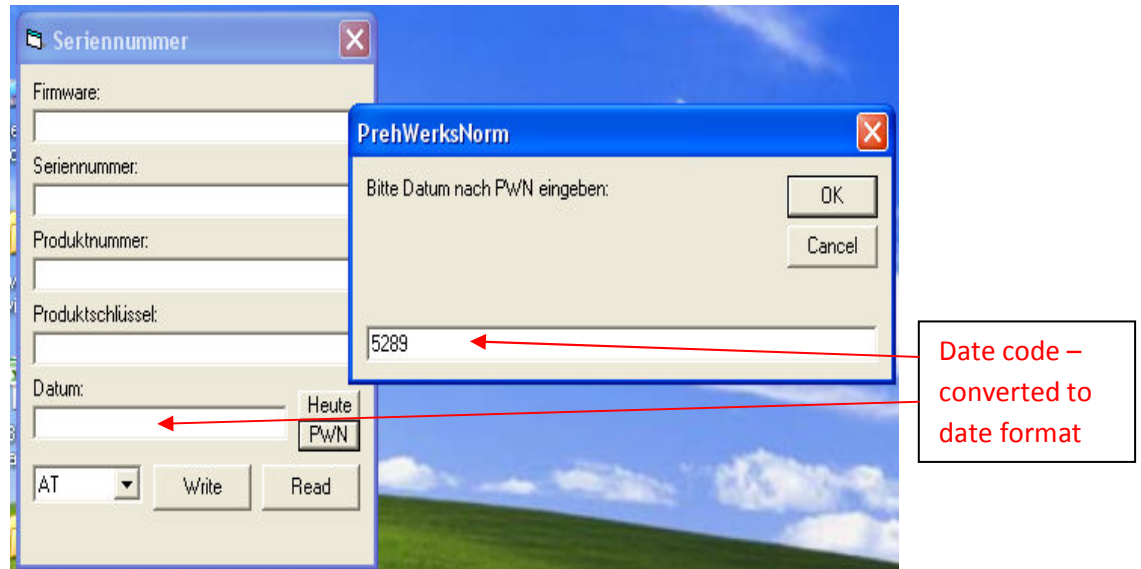 Seriennummer
Firmware:
Seriennummer:
Produktnummer:
Produktschlüssel:
Datum:
Heute
PWN
AT
Write
Read
PrehWerksNorm
Bitte Datum nach PWN eingeben:
OK
Cancel
5289
Date code –
converted to
date format